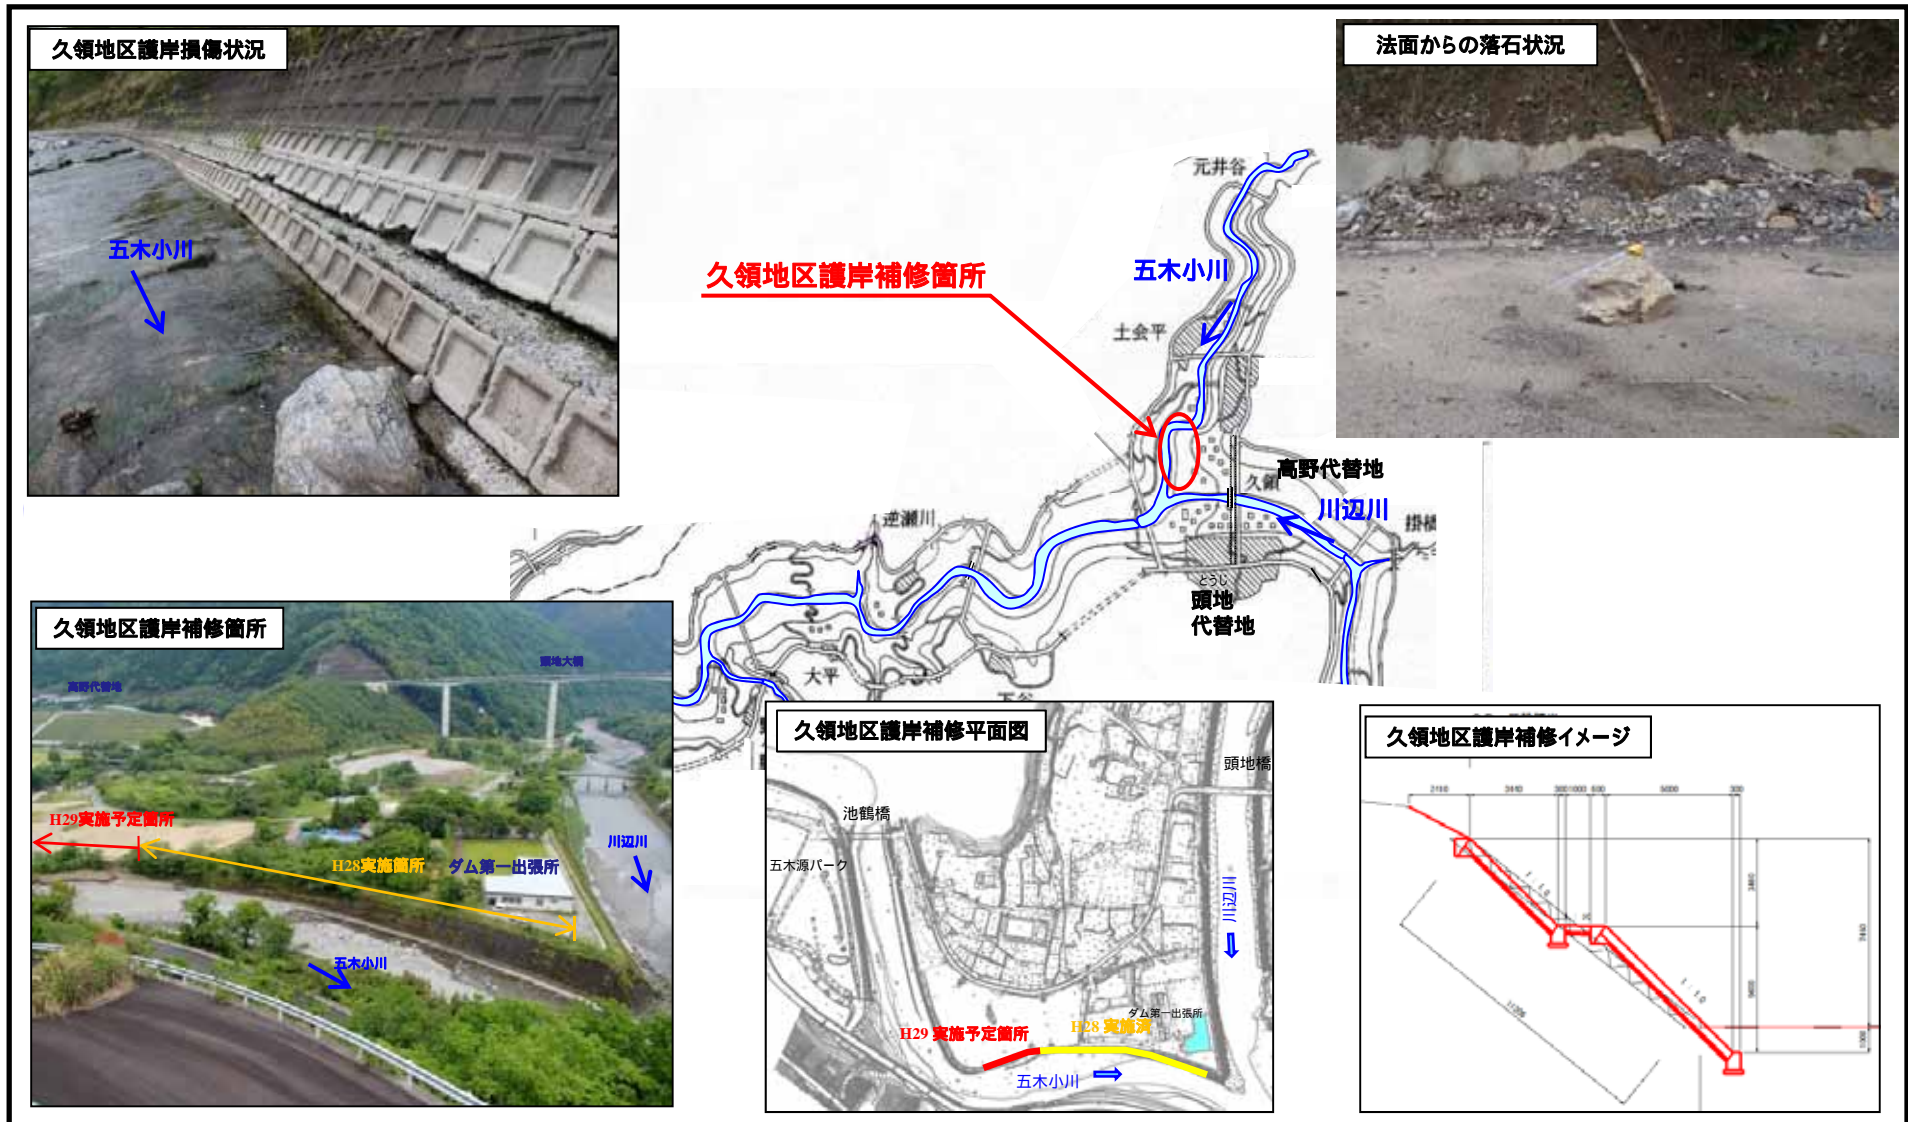 久領地区護岸損傷状況
五木小川
法面からの落石状況
元井谷
五木小川
久領地区護岸補修箇所
土会平
高野代替地
久領
川辺川
掛橋
逆瀬川
とうじ
頭地
代替地
大平
久領地区護岸補修箇所
頭地大橋
高野代替地
H29実施予定箇所
H28実施箇所
ダム第一出張所
川辺川
五木小川
久領地区護岸補修平面図
頭地橋
池鶴橋
五木源パーク
川辺川
ダム第一出張所
H29 実施予定箇所
H28 実施済
五木小川
久領地区護岸補修イメージ